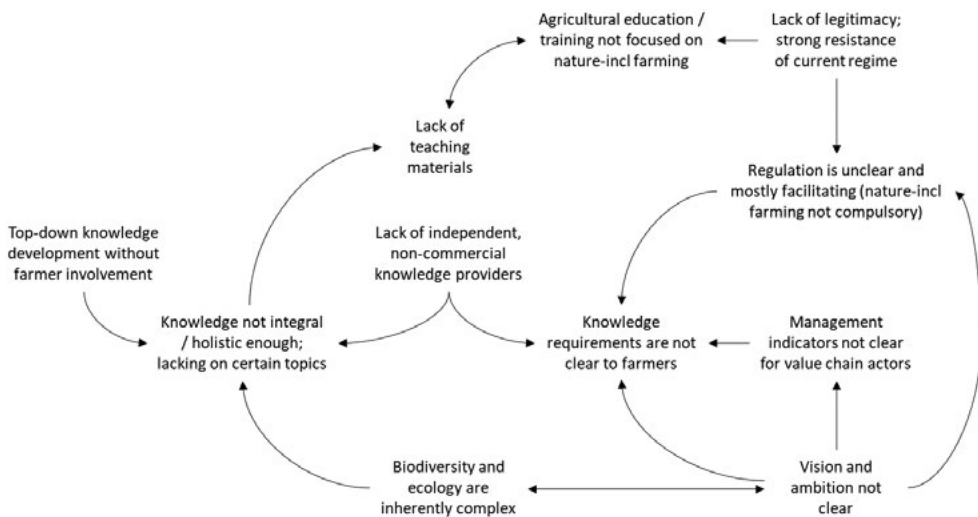 Agricultural education /
training not focused on
nature-incl farming
Lack of legitimacy;
strong resistance
of current regime
Lack of
teaching
materials
Regulation is unclear and
mostly facilitating (nature-incl
farming not compulsory)
Top-down knowledge
development without
farmer involvement
Lack of independent,
non-commercial
knowledge providers
Knowledge not integral
/ holistic enough;
lacking on certain topics
Knowledge
requirements are not
clear to farmers
Management
indicators not clear
for value chain actors
Biodiversity and
ecology are
inherently complex
Vision and
ambition not
clear